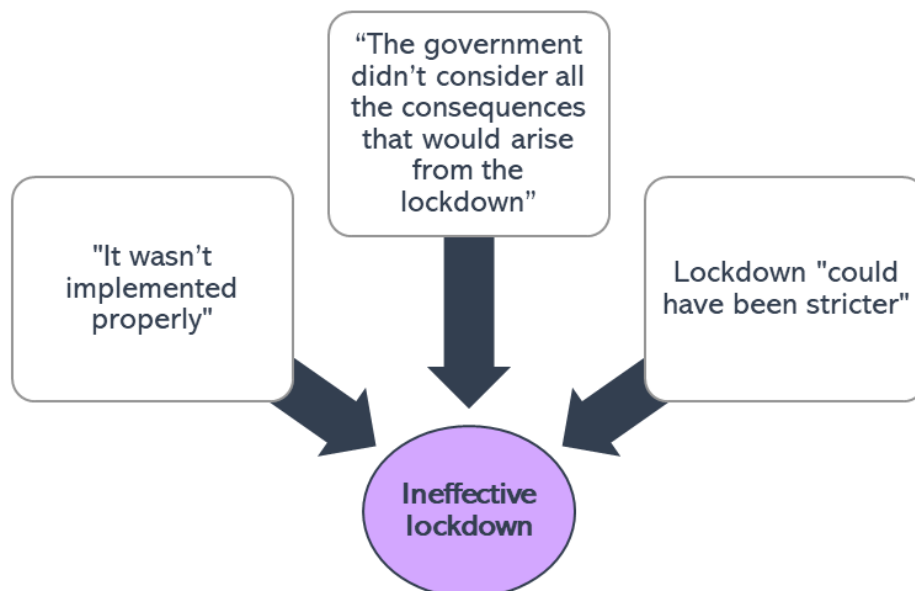 “The government
didn’t consider all
the consequences
that would arise
from the
lockdown”
"It wasn’t
implemented
properly"
Lockdown "could
have been stricter"
Ineffective
lockdown